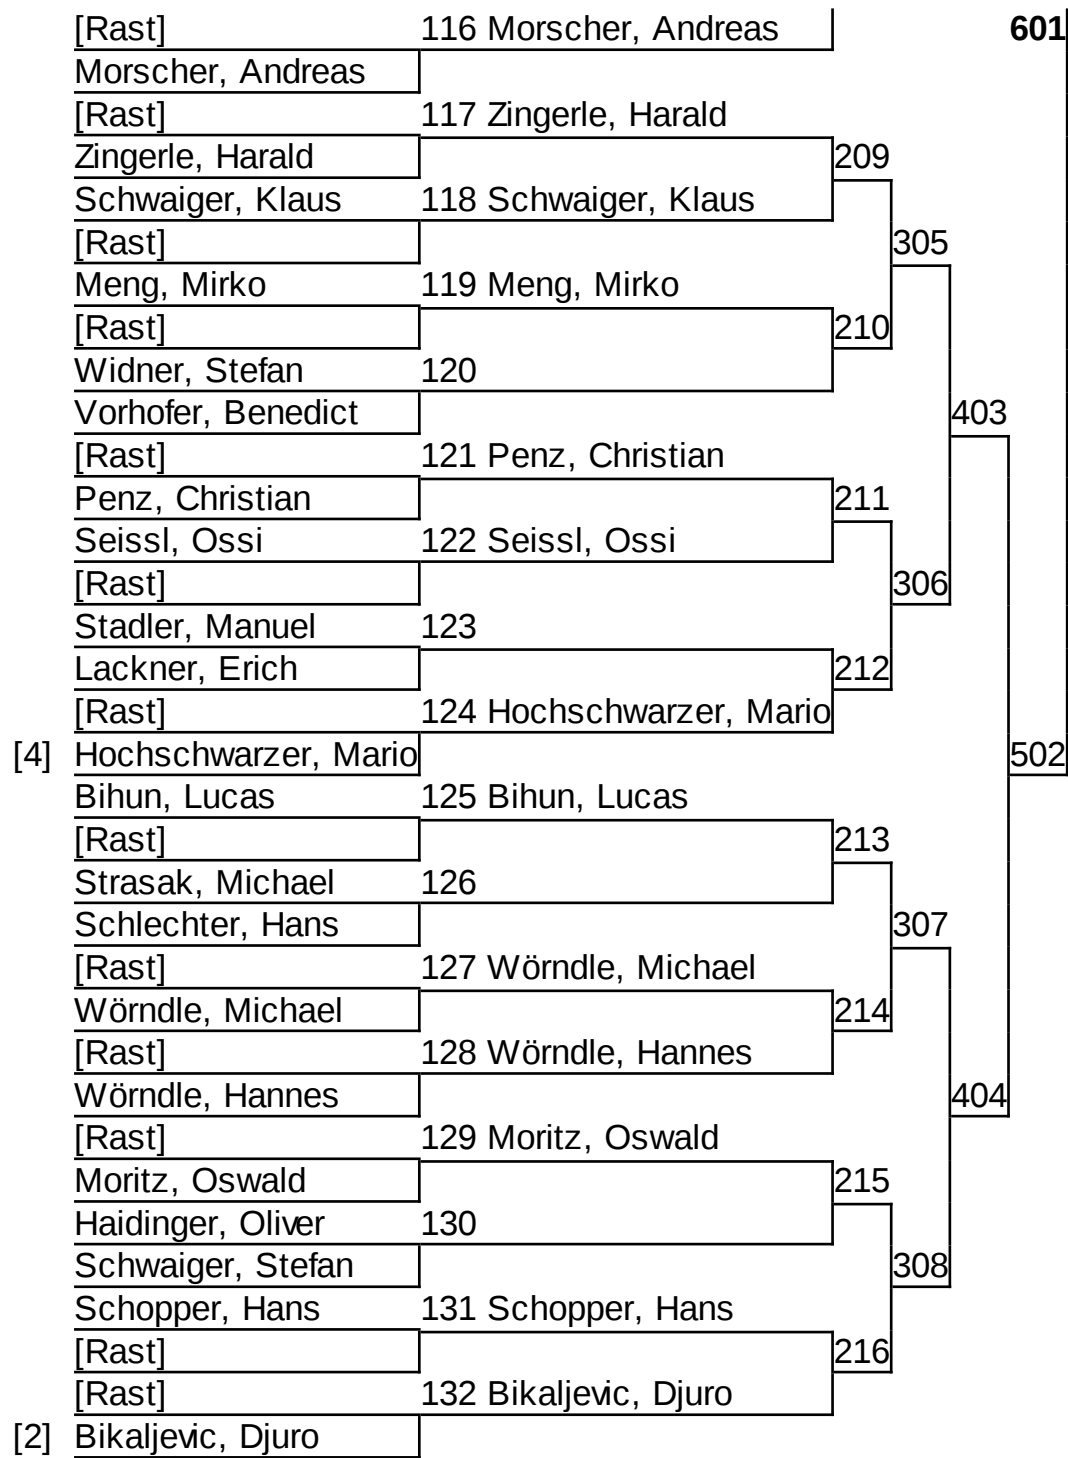 [Rast] 116 Morscher, Andreas 601
Morscher, Andreas
[Rast] 117 Zingerle, Harald
Zingerle, Harald 209
Schwaiger, Klaus 118 Schwaiger, Klaus
[Rast] 305
Meng, Mirko 119 Meng, Mirko
[Rast] 210
Widner, Stefan 120
Vorhofer, Benedict 403
[Rast] 121 Penz, Christian
Penz, Christian 211
Seissl, Ossi 122 Seissl, Ossi
[Rast] 306
Stadler, Manuel 123
Lackner, Erich 212
[Rast] 124 Hochschwarzer, Mario
[4] Hochschwarzer, Mario 502
Bihun, Lucas 125 Bihun, Lucas
[Rast] 213
Strasak, Michael 126
Schlechter, Hans 307
[Rast] 127 Wörndle, Michael
Wörndle, Michael 214
[Rast] 128 Wörndle, Hannes
Wörndle, Hannes 404
[Rast] 129 Moritz, Oswald
Moritz, Oswald 215
Haidinger, Oliver 130
Schwaiger, Stefan 308
Schopper, Hans 131 Schopper, Hans
[Rast] 216
[Rast] 132 Bikaljevic, Djuro
[2] Bikaljevic, Djuro